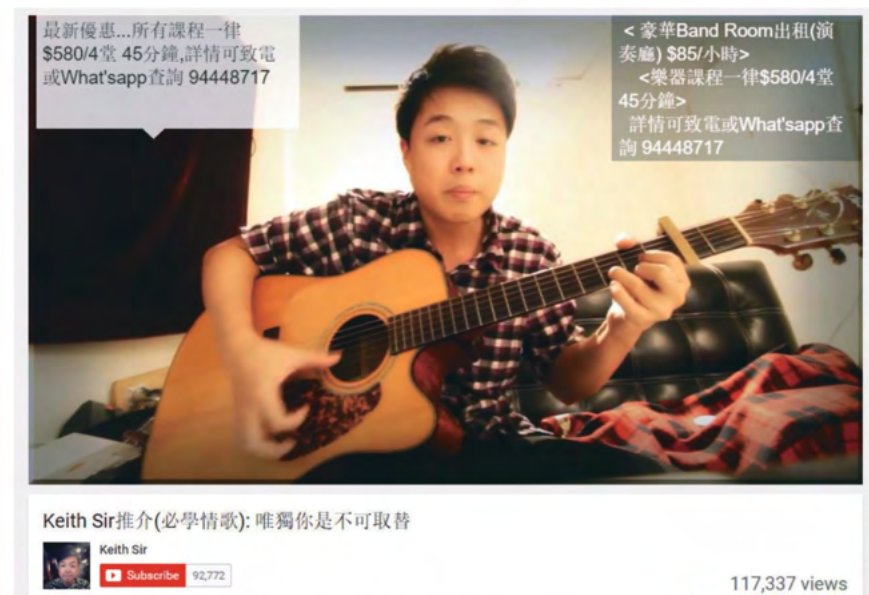 最新優惠...所有課程一律
$580/4堂 45分鐘,詳情可致電
或What'sapp查詢 94448717
< 豪華Band Room出租(演
奏廳) $85/小時>
<樂器課程一律$580/4堂
45分鐘>
詳情可致電或What'sapp查
詢 94448717
Keith Sir推介(必學情歌): 唯獨你是不可取替
Keith Sir
Subscribe 92,772
117,337 views